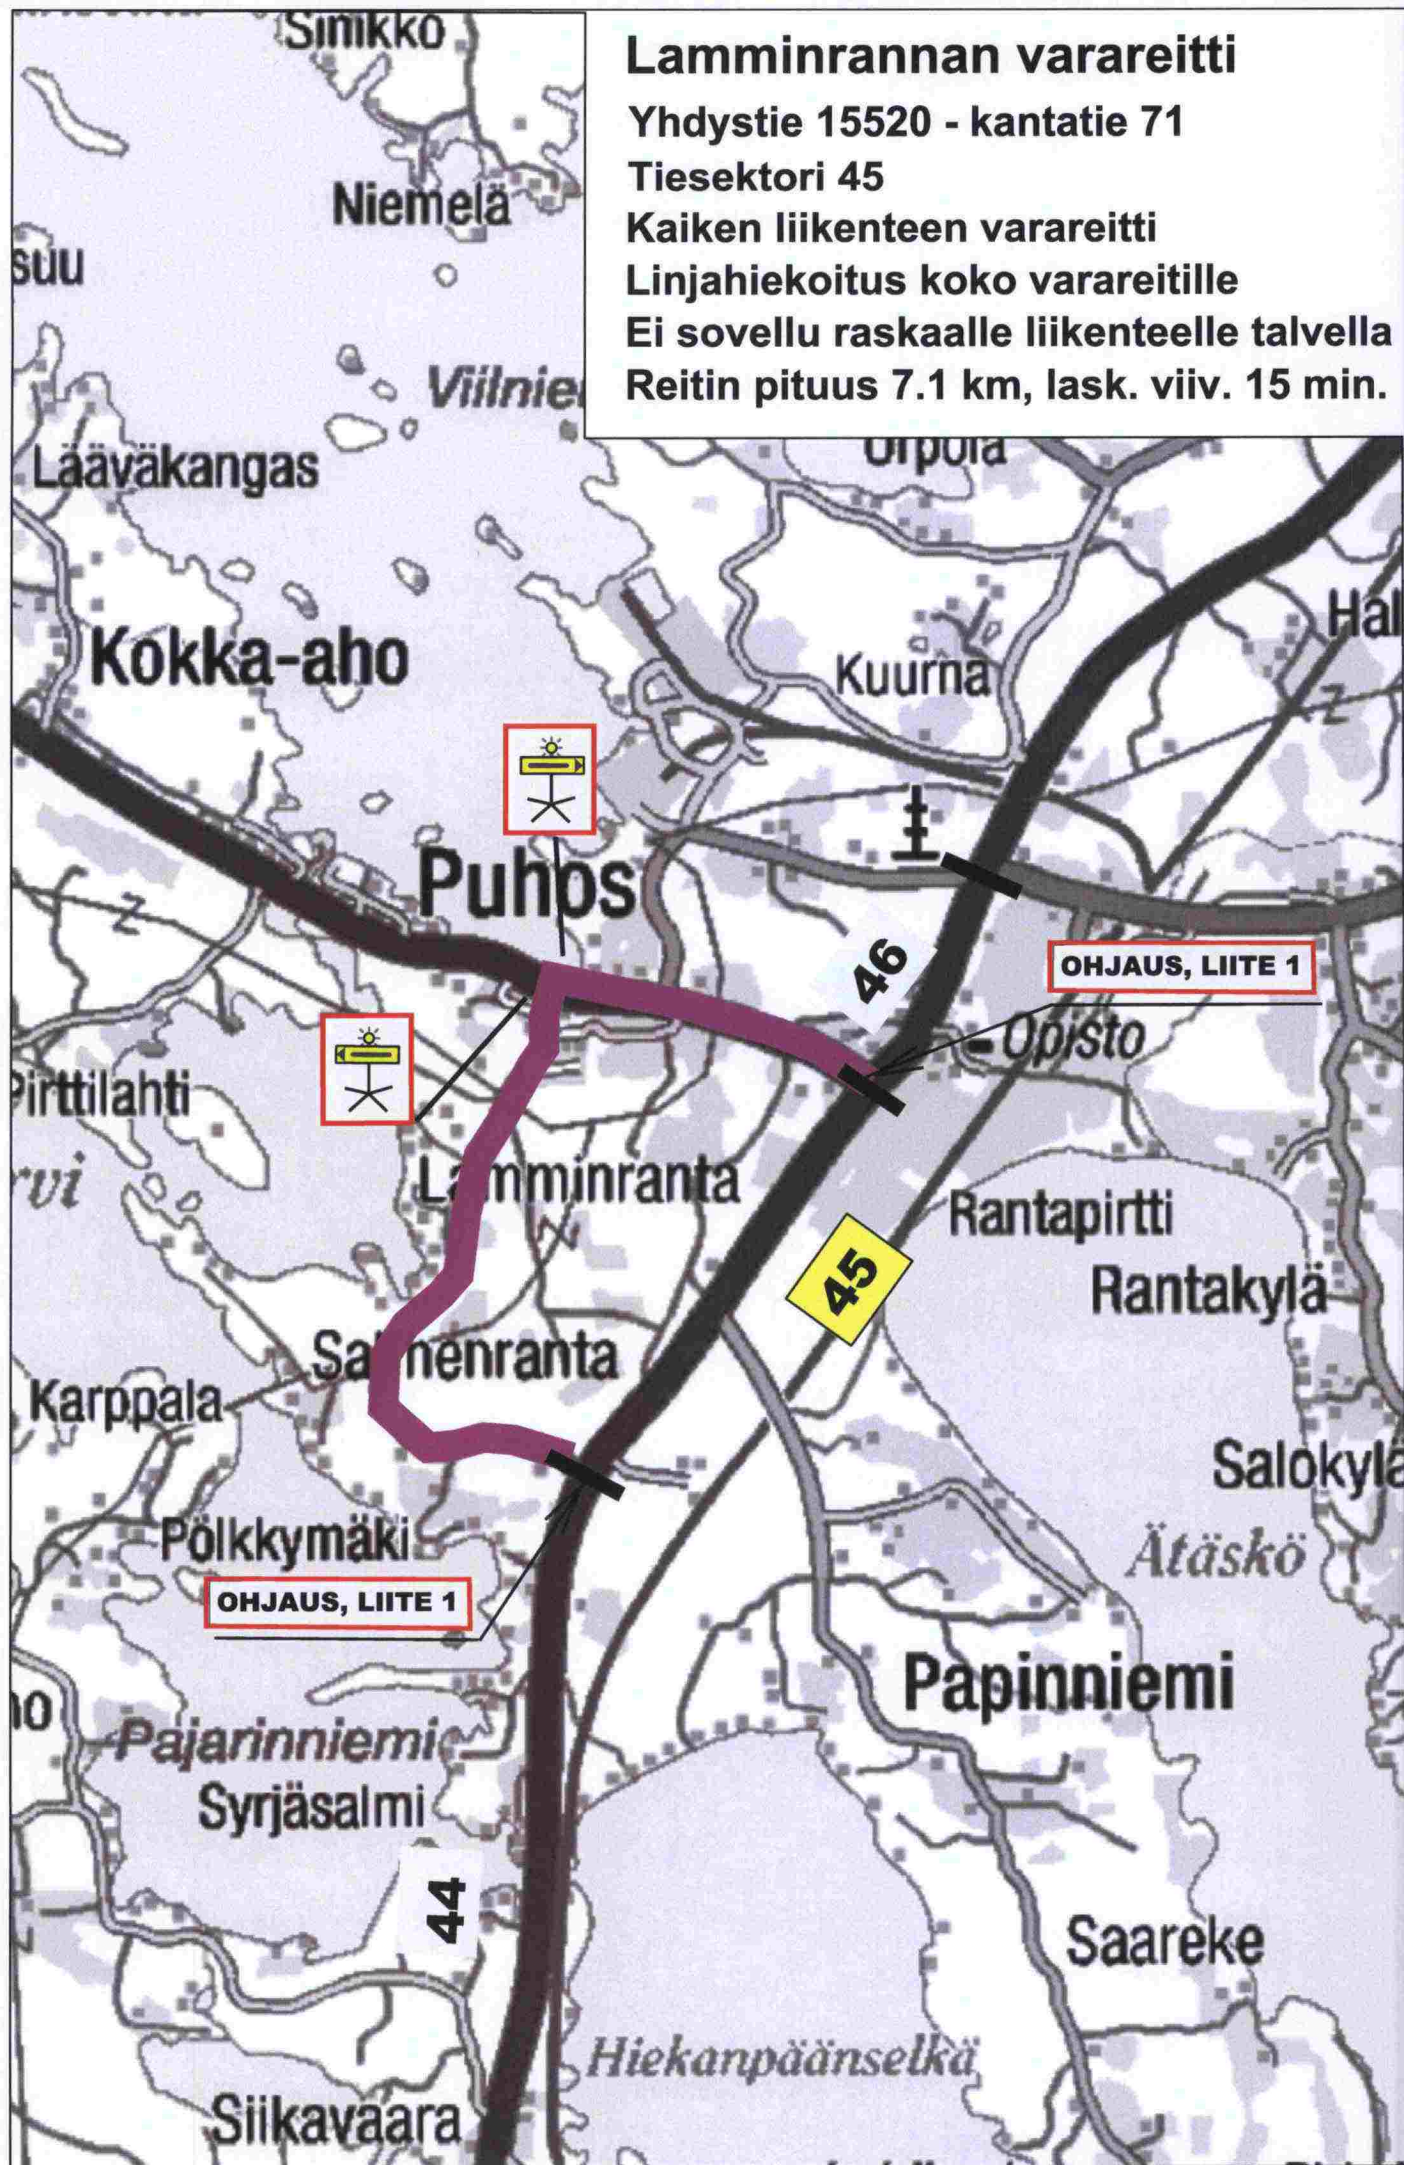 Sinikko
Lamminrannan varareitti
Yhdystie 15520 - kantatie 71
Tiesektori 45
Kaiken liikenteen varareitti
Linjahiekoitus koko varareitille
Ei sovellu raskaalle liikenteelle talvella
Reitin pituus 7.1 km, lask. viiv. 15 min.
Niemelä
suu
Viilnie
Urpola
Lääväkangas
Hal
Kokka-aho
Kuurna
Z
Puhos
Z
46
OHJAUS, LIITE 1
Opisto
Pirttilahti
rvi
Lamminranta
Rantapirtti
Z
45
Rantakylä
Salmenranta
Karppala
Salokylä
Pölkkymäki
Ätäskö
OHJAUS, LIITE 1
Papinniemi
no
Pajarinniemi
Syrjäsalmi
44
Saareke
Hiekanpäänselkä
Siikavaara